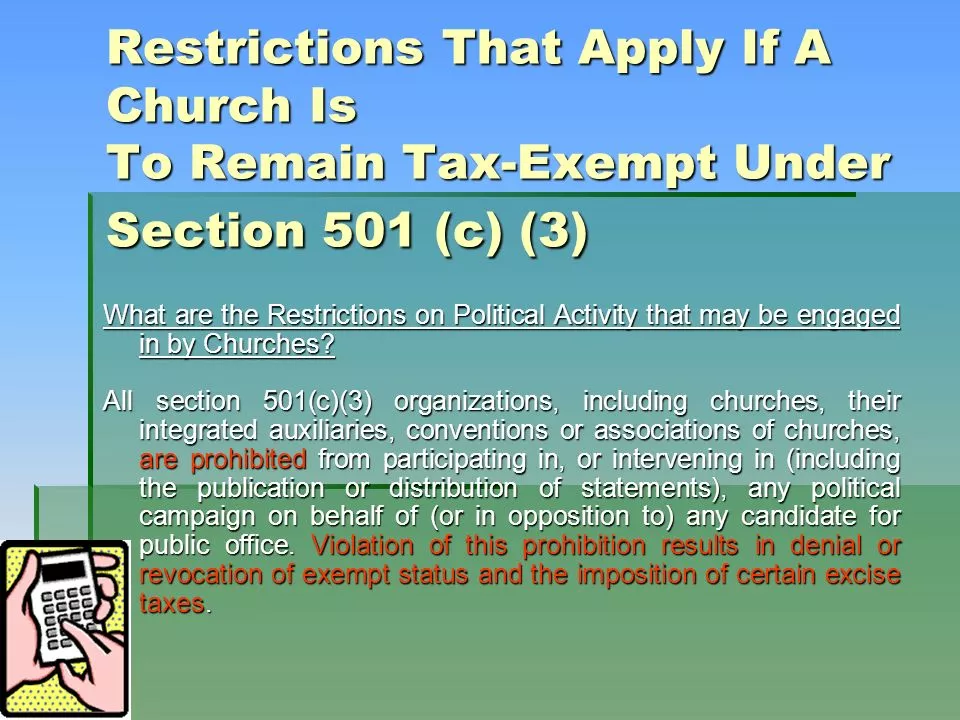 Restrictions That Apply If A
Church Is
To Remain Tax-Exempt Under
Section 501 (c) (3)
What are the Restrictions on Political Activity that may be engaged
in by Churches?
All section 501(c)(3) organizations, including churches, their
integrated auxiliaries, conventions or associations of churches,
are prohibited from participating in, or intervening in (including
the publication or distribution of statements), any political
campaign on behalf of (or in opposition to) any candidate for
public office. Violation of this prohibition results in denial or
revocation of exempt status and the imposition of certain excise
taxes.